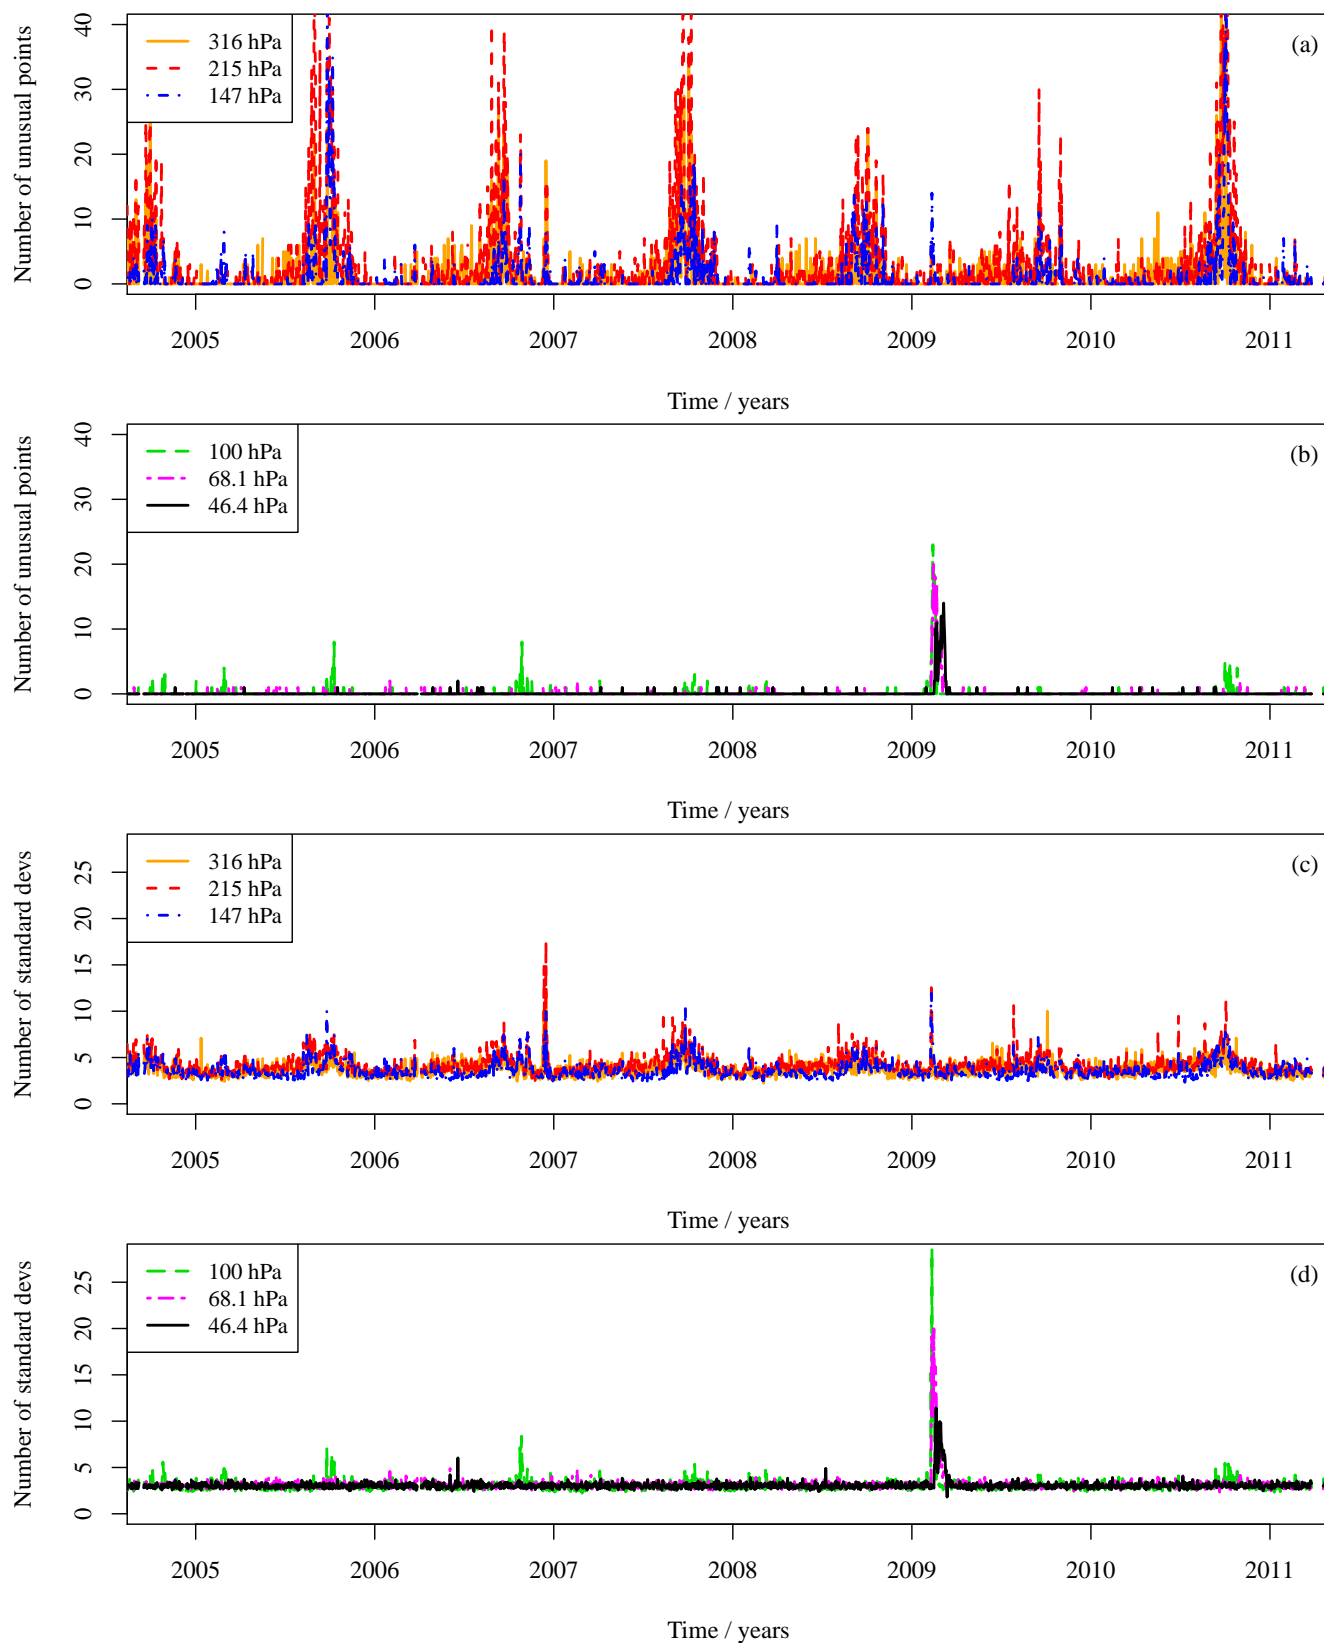 Number of unusual points
40
30
20
10
0
316 hPa
215 hPa
147 hPa
(a)
2005 2006 2007 2008 2009 2010 2011
Time / years
Number of unusual points
40
30
20
10
0
100 hPa
68.1 hPa
46.4 hPa
(b)
2005 2006 2007 2008 2009 2010 2011
Time / years
Number of standard devs
25
20
15
10
5
0
316 hPa
215 hPa
147 hPa
(c)
2005 2006 2007 2008 2009 2010 2011
Time / years
Number of standard devs
25
20
15
10
5
0
100 hPa
68.1 hPa
46.4 hPa
(d)
2005 2006 2007 2008 2009 2010 2011
Time / years